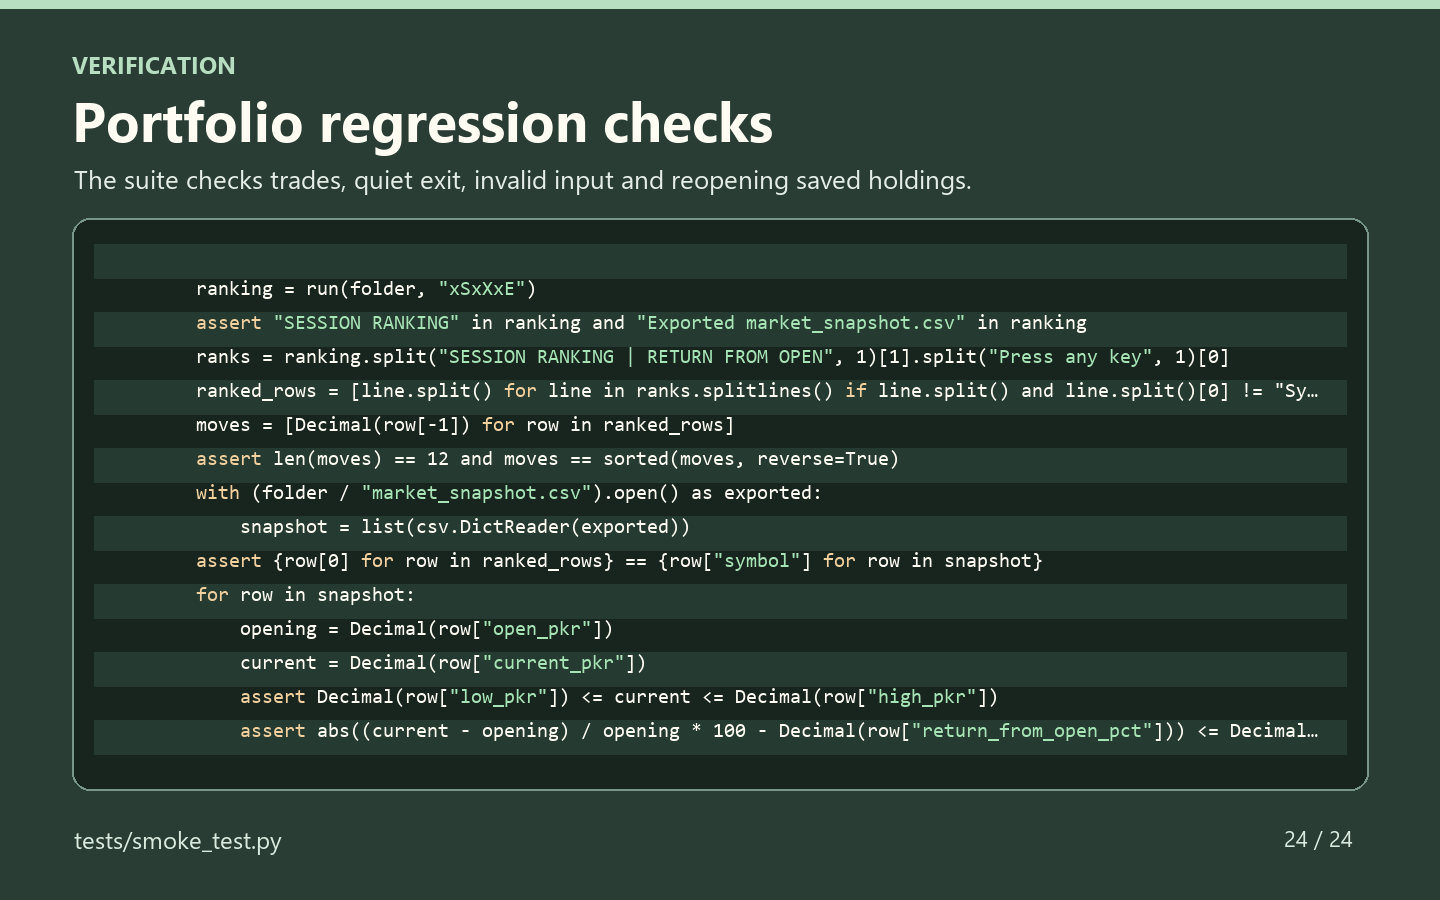 VERIFICATION
Portfolio regression checks
The suite checks trades, quiet exit, invalid input and reopening saved holdings.
ranking = run(folder, "xSxXxE")
assert "SESSION RANKING" in ranking and "Exported market_snapshot.csv" in ranking
ranks = ranking.split("SESSION RANKING | RETURN FROM OPEN", 1)[1].split("Press any key", 1)[0]
ranked_rows = [line.split() for line in ranks.splitlines() if line.split() and line.split()[0] != "Sy…
moves = [Decimal(row[-1]) for row in ranked_rows]
assert len(moves) == 12 and moves == sorted(moves, reverse=True)
with (folder / "market_snapshot.csv").open() as exported:
    snapshot = list(csv.DictReader(exported))
assert {row[0] for row in ranked_rows} == {row["symbol"] for row in snapshot}
for row in snapshot:
    opening = Decimal(row["open_pkr"])
    current = Decimal(row["current_pkr"])
    assert Decimal(row["low_pkr"]) <= current <= Decimal(row["high_pkr"])
    assert abs((current - opening) / opening * 100 - Decimal(row["return_from_open_pct"])) <= Decimal…
tests/smoke_test.py
24 / 24